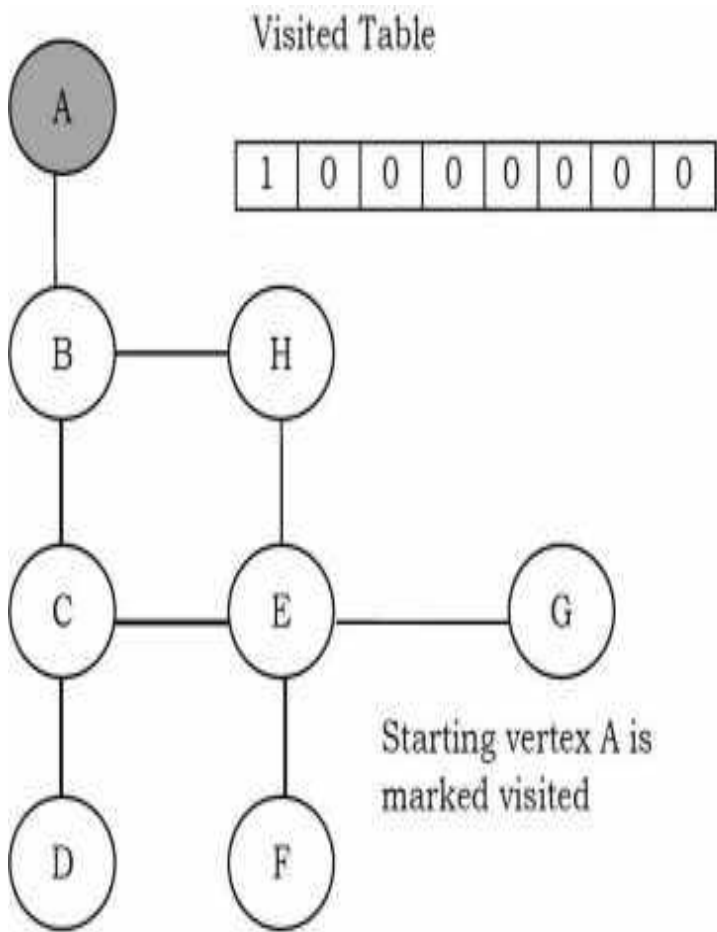 Visited Table
A
1 0 0 0 0 0 0 0
B H
C E G
Starting vertex A is
marked visited
D F